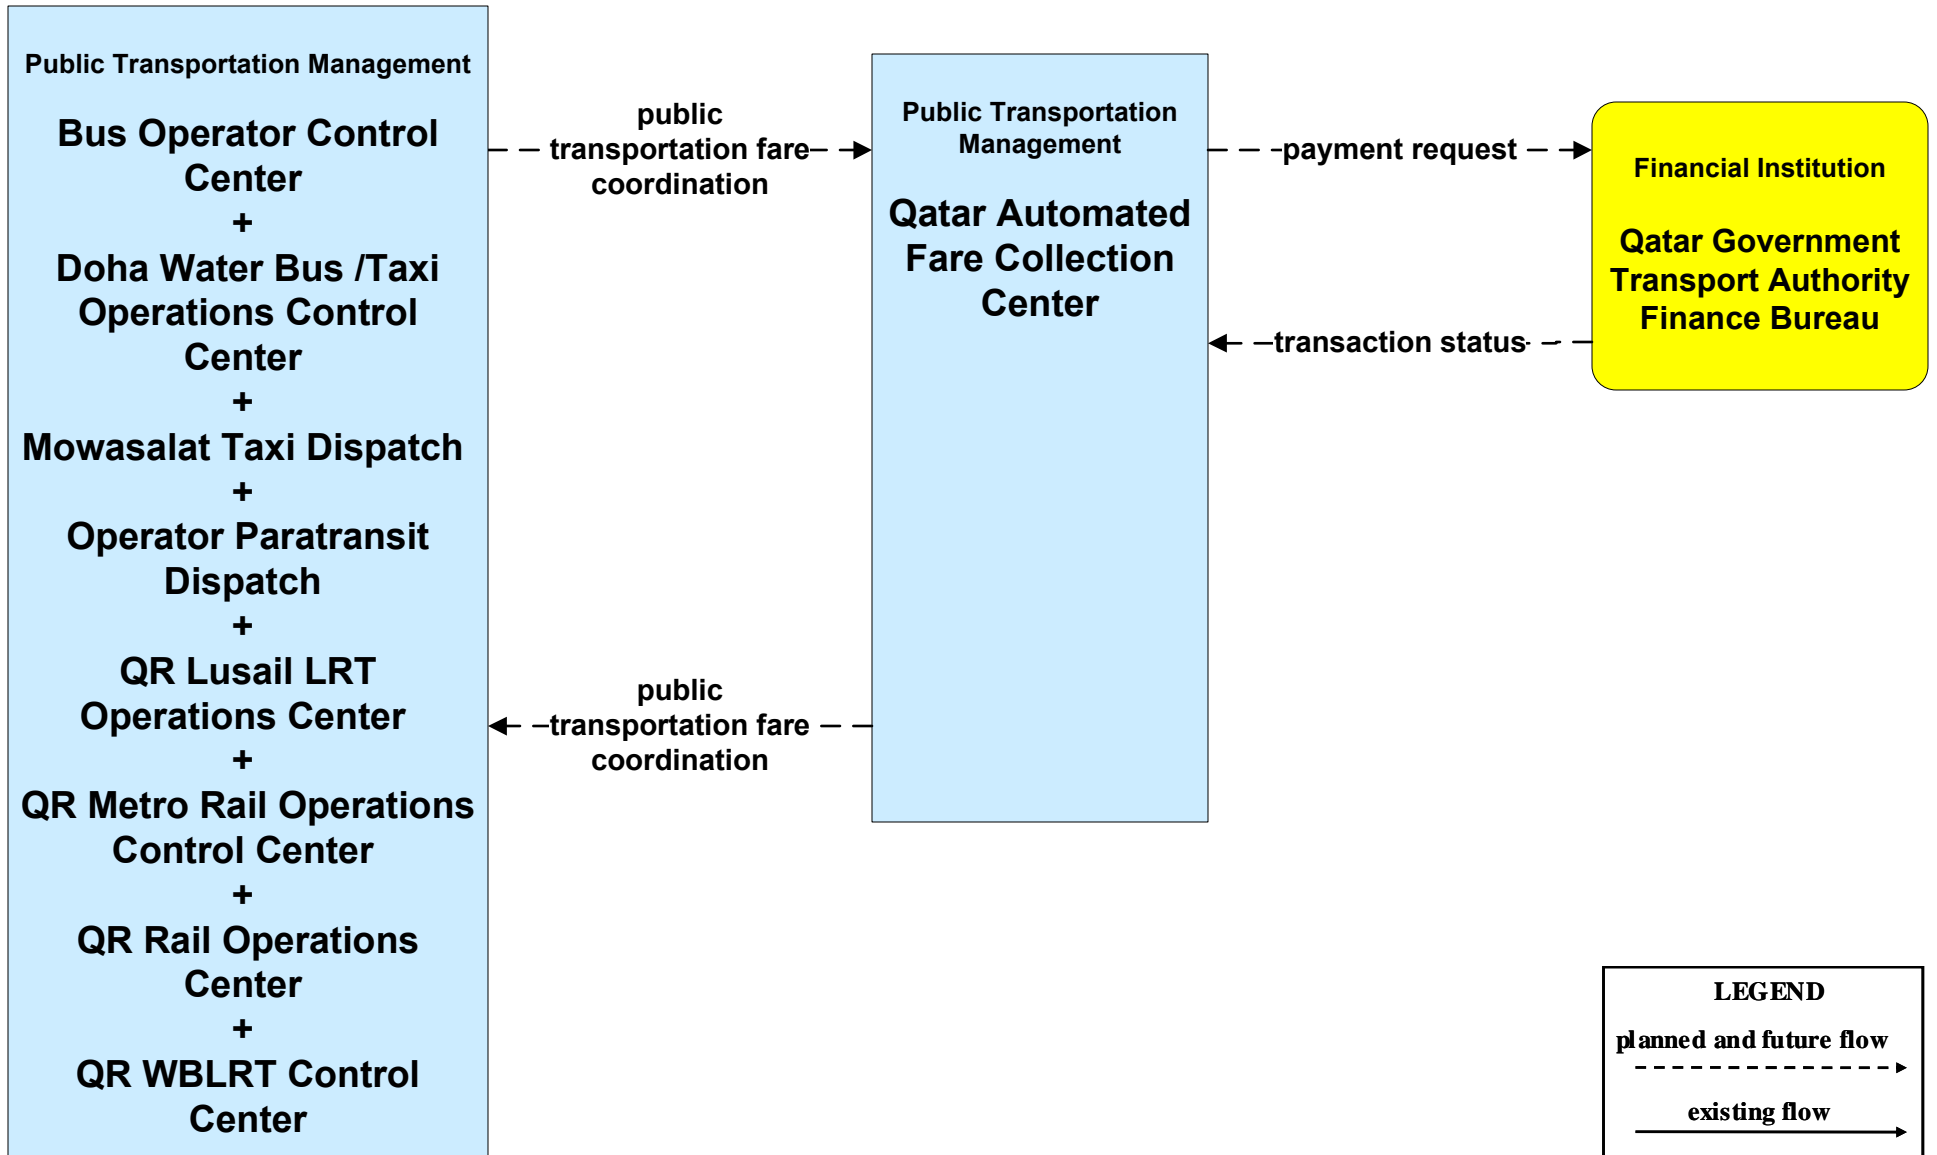 Public Transportation Management
Bus Operator Control
Center
+
Doha Water Bus /Taxi
Operations Control
Center
+
Mowasalat Taxi Dispatch
+
Operator Paratransit
Dispatch
+
QR Lusail LRT
Operations Center
+
QR Metro Rail Operations
Control Center
+
QR Rail Operations
Center
+
QR WBLRT Control
Center
public
transportation fare
coordination
public
transportation fare
coordination
Public Transportation
Management
Qatar Automated
Fare Collection
Center
payment request
transaction status
Financial Institution
Qatar Government
Transport Authority
Finance Bureau
LEGEND
planned and future flow
existing flow